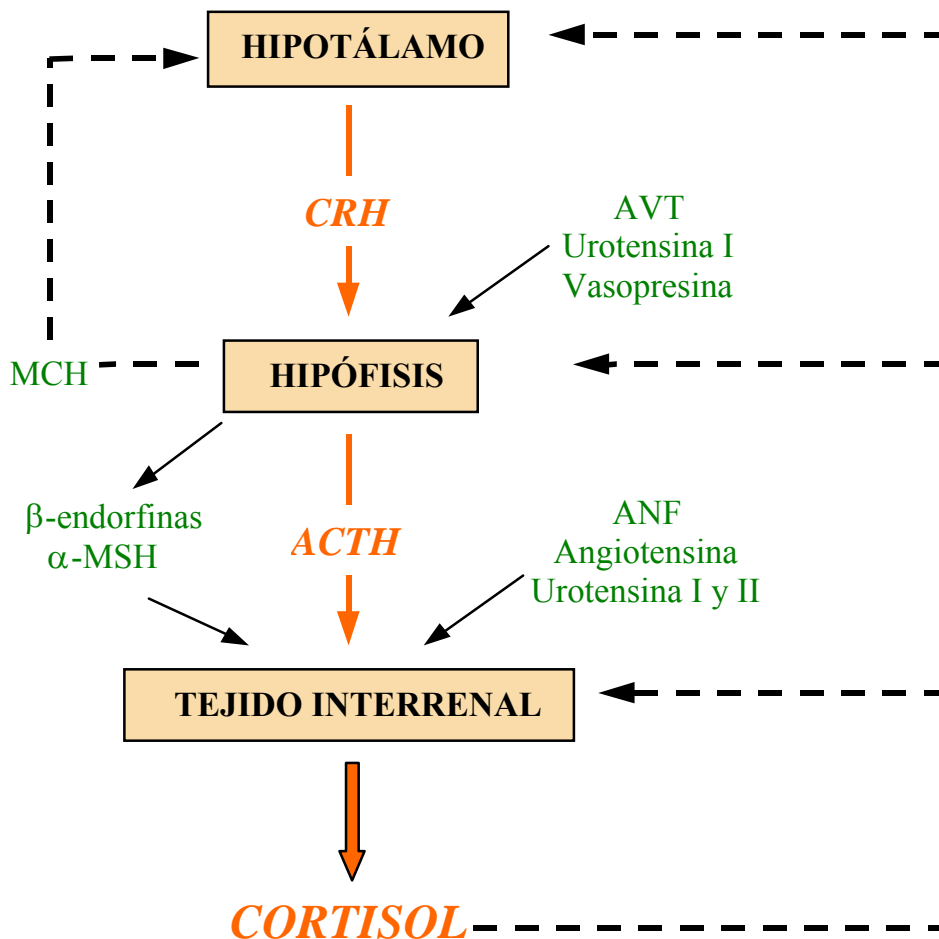 HIPOTÁLAMO
CRH
AVT
Urotensina I
Vasopresina
MCH
HIPÓFISIS
β-endorfinas
α-MSH
ACTH
ANF
Angiotensina
Urotensina I y II
TEJIDO INTERRENAL
CORTISOL